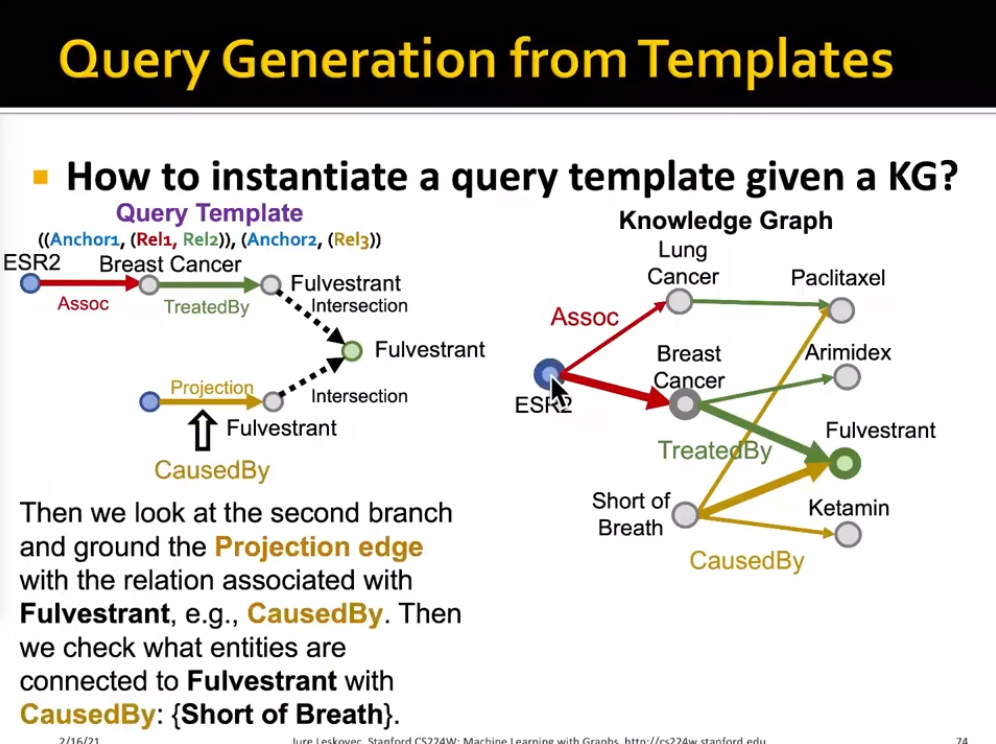 Query Generation from Templates
How to instantiate a query template given a KG?
Query Template
((Anchor1, (Rel1, Rel2)), (Anchor2, (Rel3))
ESR2
Breast Cancer
Fulvestrant
Assoc
TreatedBy
Intersection
Fulvestrant
Projection
Intersection
Fulvestrant
CausedBy
Then we look at the second branch
and ground the Projection edge
with the relation associated with
Fulvestrant, e.g., CausedBy. Then
we check what entities are
connected to Fulvestrant with
CausedBy: {Short of Breath}.
Knowledge Graph
Lung
Cancer
Paclitaxel
Assoc
Breast
Cancer
Arimidex
ESR2
Fulvestrant
TreatedBy
Short of
Breath
Ketamin
CausedBy
2/16/21
Jure Leskovec, Stanford CS224W: Machine Learning with Graphs, http://cs224w.stanford.edu
74